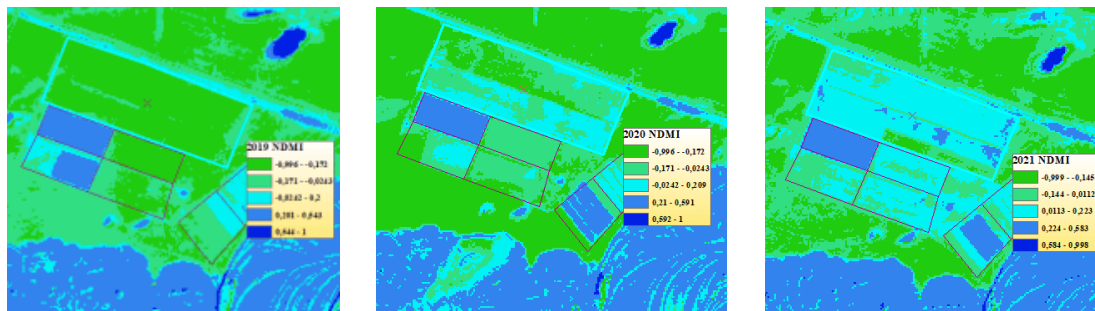 2019 NDMI
-0,996 - -0,172
-0,171 - -0,0243
-0,0242 - 0,2
0,201 - 0,543
0,544 - 1
2020 NDMI
-0,996 - -0,172
-0,171 - -0,0243
-0,0242 - 0,209
0,21 - 0,591
0,592 - 1
2021 NDMI
-0,999 - -0,145
-0,144 - 0,0112
0,0113 - 0,223
0,224 - 0,583
0,584 - 0,998